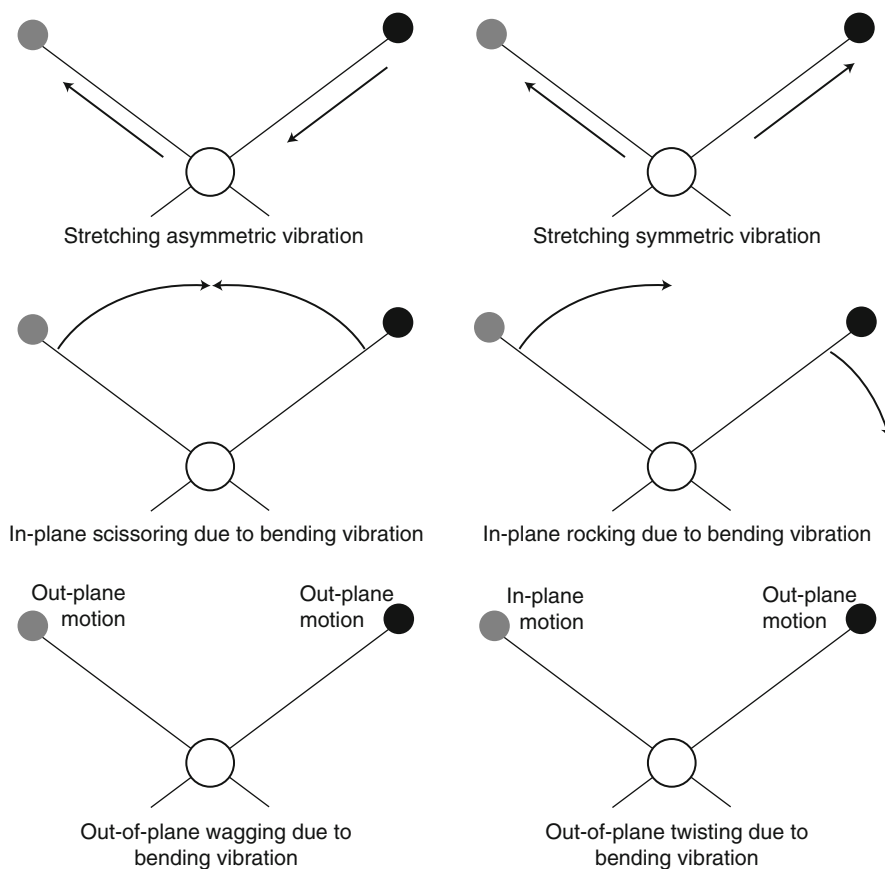 Stretching asymmetric vibration
Stretching symmetric vibration
In-plane scissoring due to bending vibration
In-plane rocking due to bending vibration
Out-plane
motion
Out-plane
motion
In-plane
motion
Out-plane
motion
Out-of-plane wagging due to
bending vibration
Out-of-plane twisting due to
bending vibration